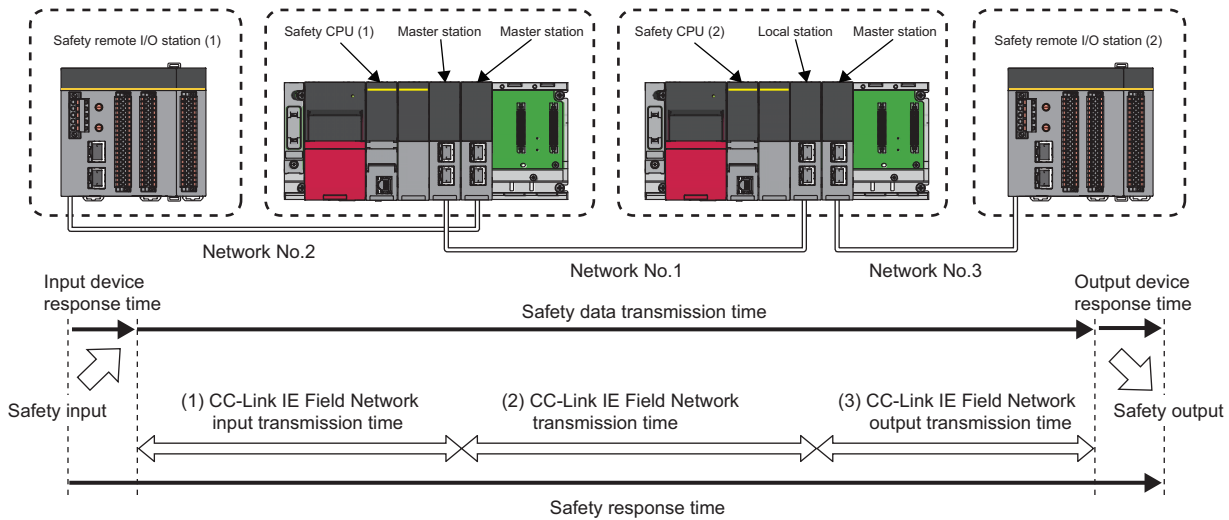 Safety remote I/O station (1)
Safety CPU (1)
Master station
Master station
Safety CPU (2)
Local station
Master station
Safety remote I/O station (2)
Network No.2
Network No.1
Network No.3
Input device
response time
Safety data transmission time
Output device
response time
Safety input
(1) CC-Link IE Field Network
input transmission time
(2) CC-Link IE Field Network
transmission time
(3) CC-Link IE Field Network
output transmission time
Safety output
Safety response time